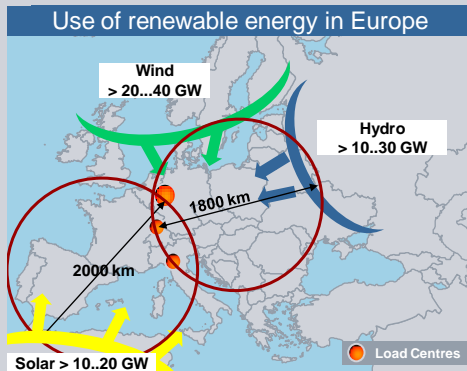 Use of renewable energy in Europe
Wind
> 20...40 GW
Hydro
> 10..30 GW
1800 km
2000 km
Solar > 10..20 GW
Load Centres